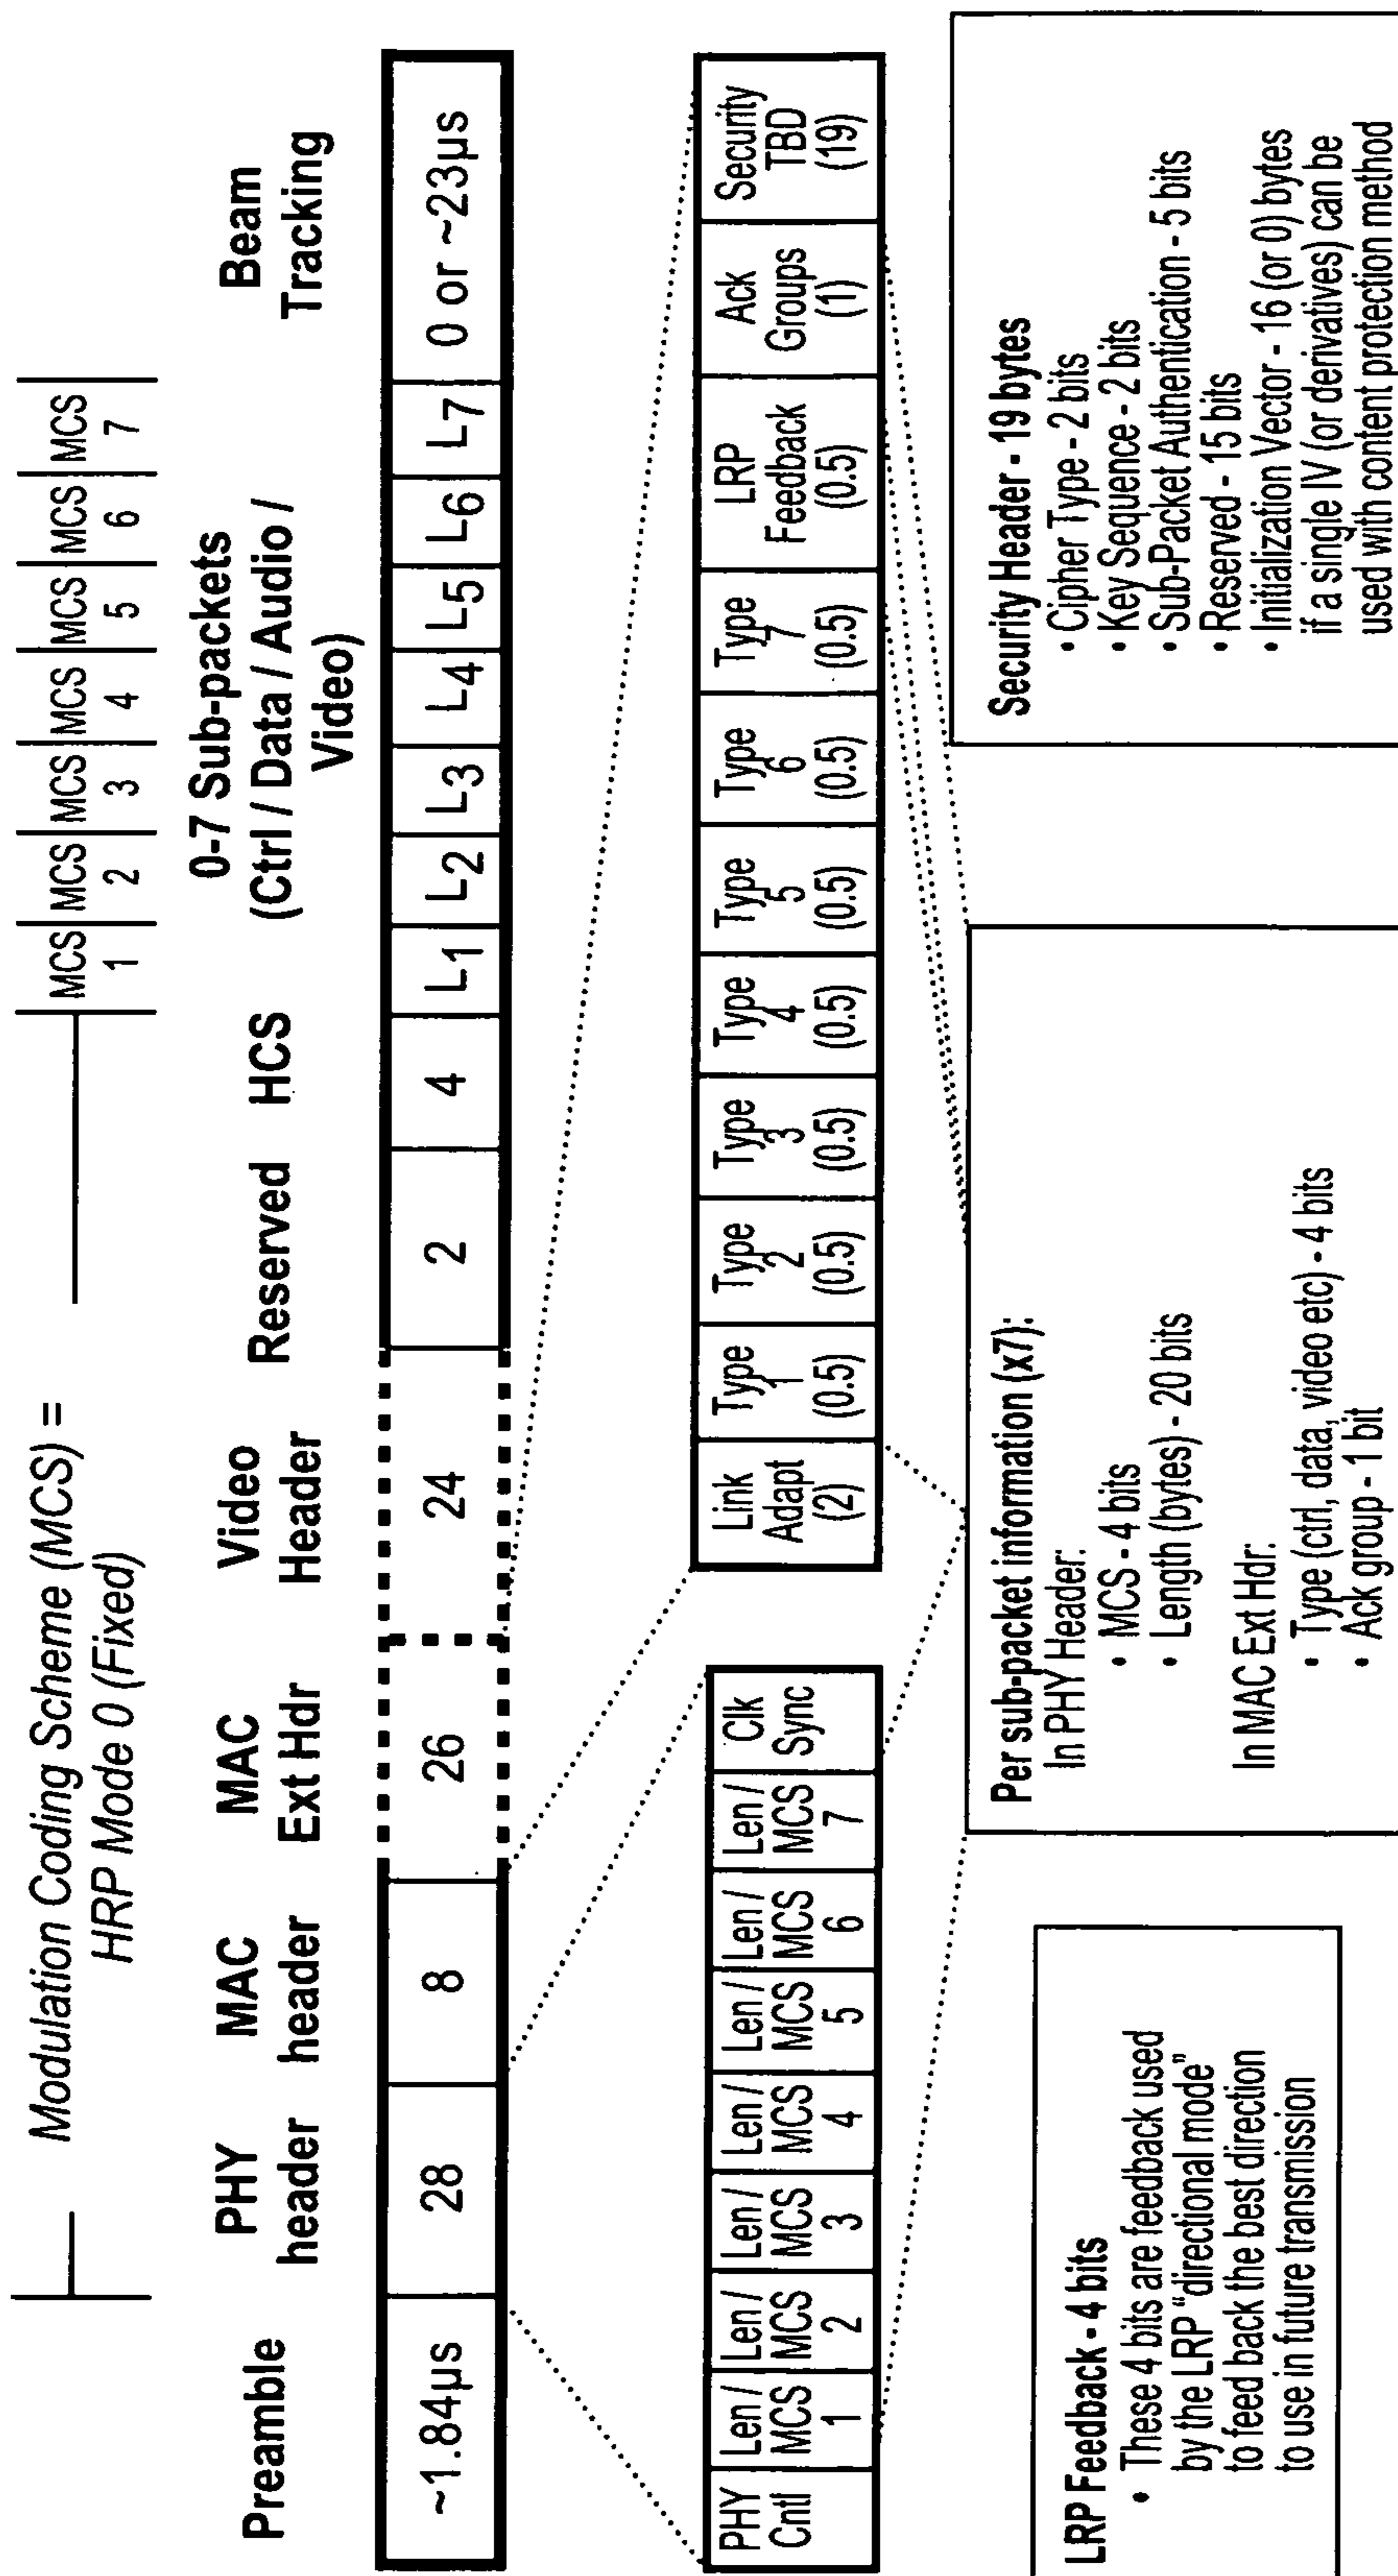 Modulation Coding Scheme (MCS) =
HRP Mode 0 (Fixed)
MCS MCS MCS MCS MCS MCS MCS
1 2 3 4 5 6 7
Preamble
PHY
header
MAC
header
MAC
Ext Hdr
Video
Header
Reserved
HCS
0-7 Sub-packets
(Ctrl / Data / Audio /
Video)
Beam
Tracking
~1.84µs 28 8 26 24 2 4 L1 L2 L3 L4 L5 L6 L7 0 or ~23µs
PHY
Cntl
Len /
MCS
1
Len /
MCS
2
Len /
MCS
3
Len /
MCS
4
Len /
MCS
5
Len /
MCS
6
Len /
MCS
7
Clk
Sync
Link
Adapt
(2)
Type
1
(0.5)
Type
2
(0.5)
Type
3
(0.5)
Type
4
(0.5)
Type
5
(0.5)
Type
6
(0.5)
Type
7
(0.5)
LRP
Feedback
(0.5)
Ack
Groups
(1)
Security
TBD
(19)
LRP Feedback - 4 bits
• These 4 bits are feedback used
by the LRP “directional mode”
to feed back the best direction
to use in future transmission
Per sub-packet information (x7):
In PHY Header:
• MCS - 4 bits
• Length (bytes) - 20 bits
In MAC Ext Hdr:
• Type (ctrl, data, video etc) - 4 bits
• Ack group - 1 bit
Security Header - 19 bytes
• Cipher Type - 2 bits
• Key Sequence - 2 bits
• Sub-Packet Authentication - 5 bits
• Reserved - 15 bits
• Initialization Vector - 16 (or 0) bytes
if a single IV (or derivatives) can be
used with content protection method